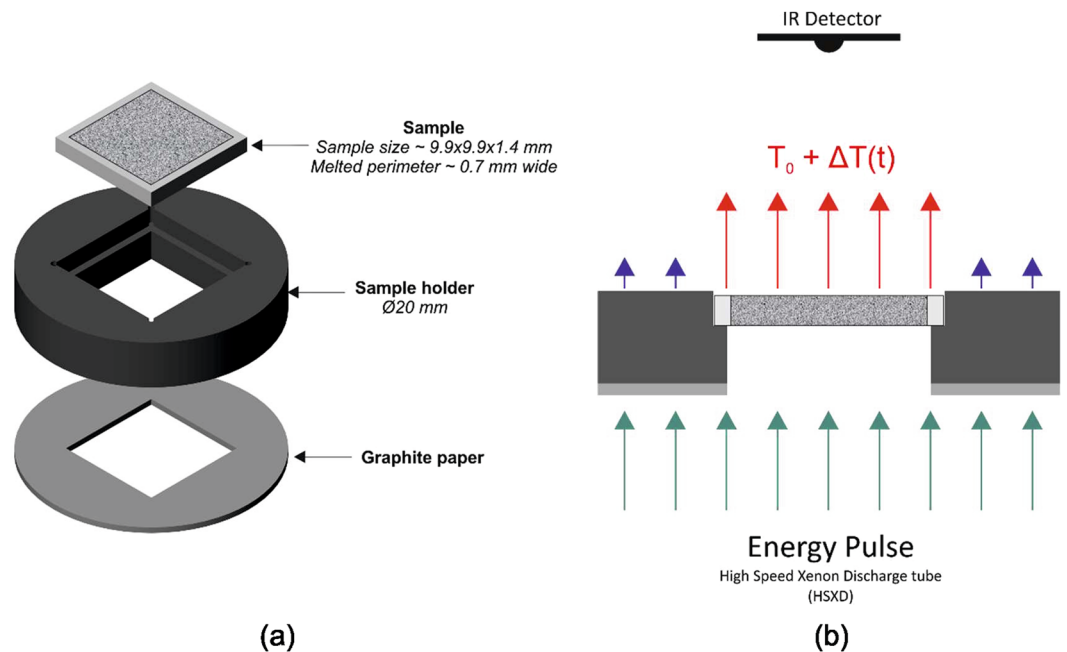 Sample
Sample size ~ 9.9x9.9x1.4 mm
Melted perimeter ~ 0.7 mm wide
Sample holder
Ø20 mm
Graphite paper
(a)
IR Detector
T₀ + ΔT(t)
Energy Pulse
High Speed Xenon Discharge tube
(HSXD)
(b)